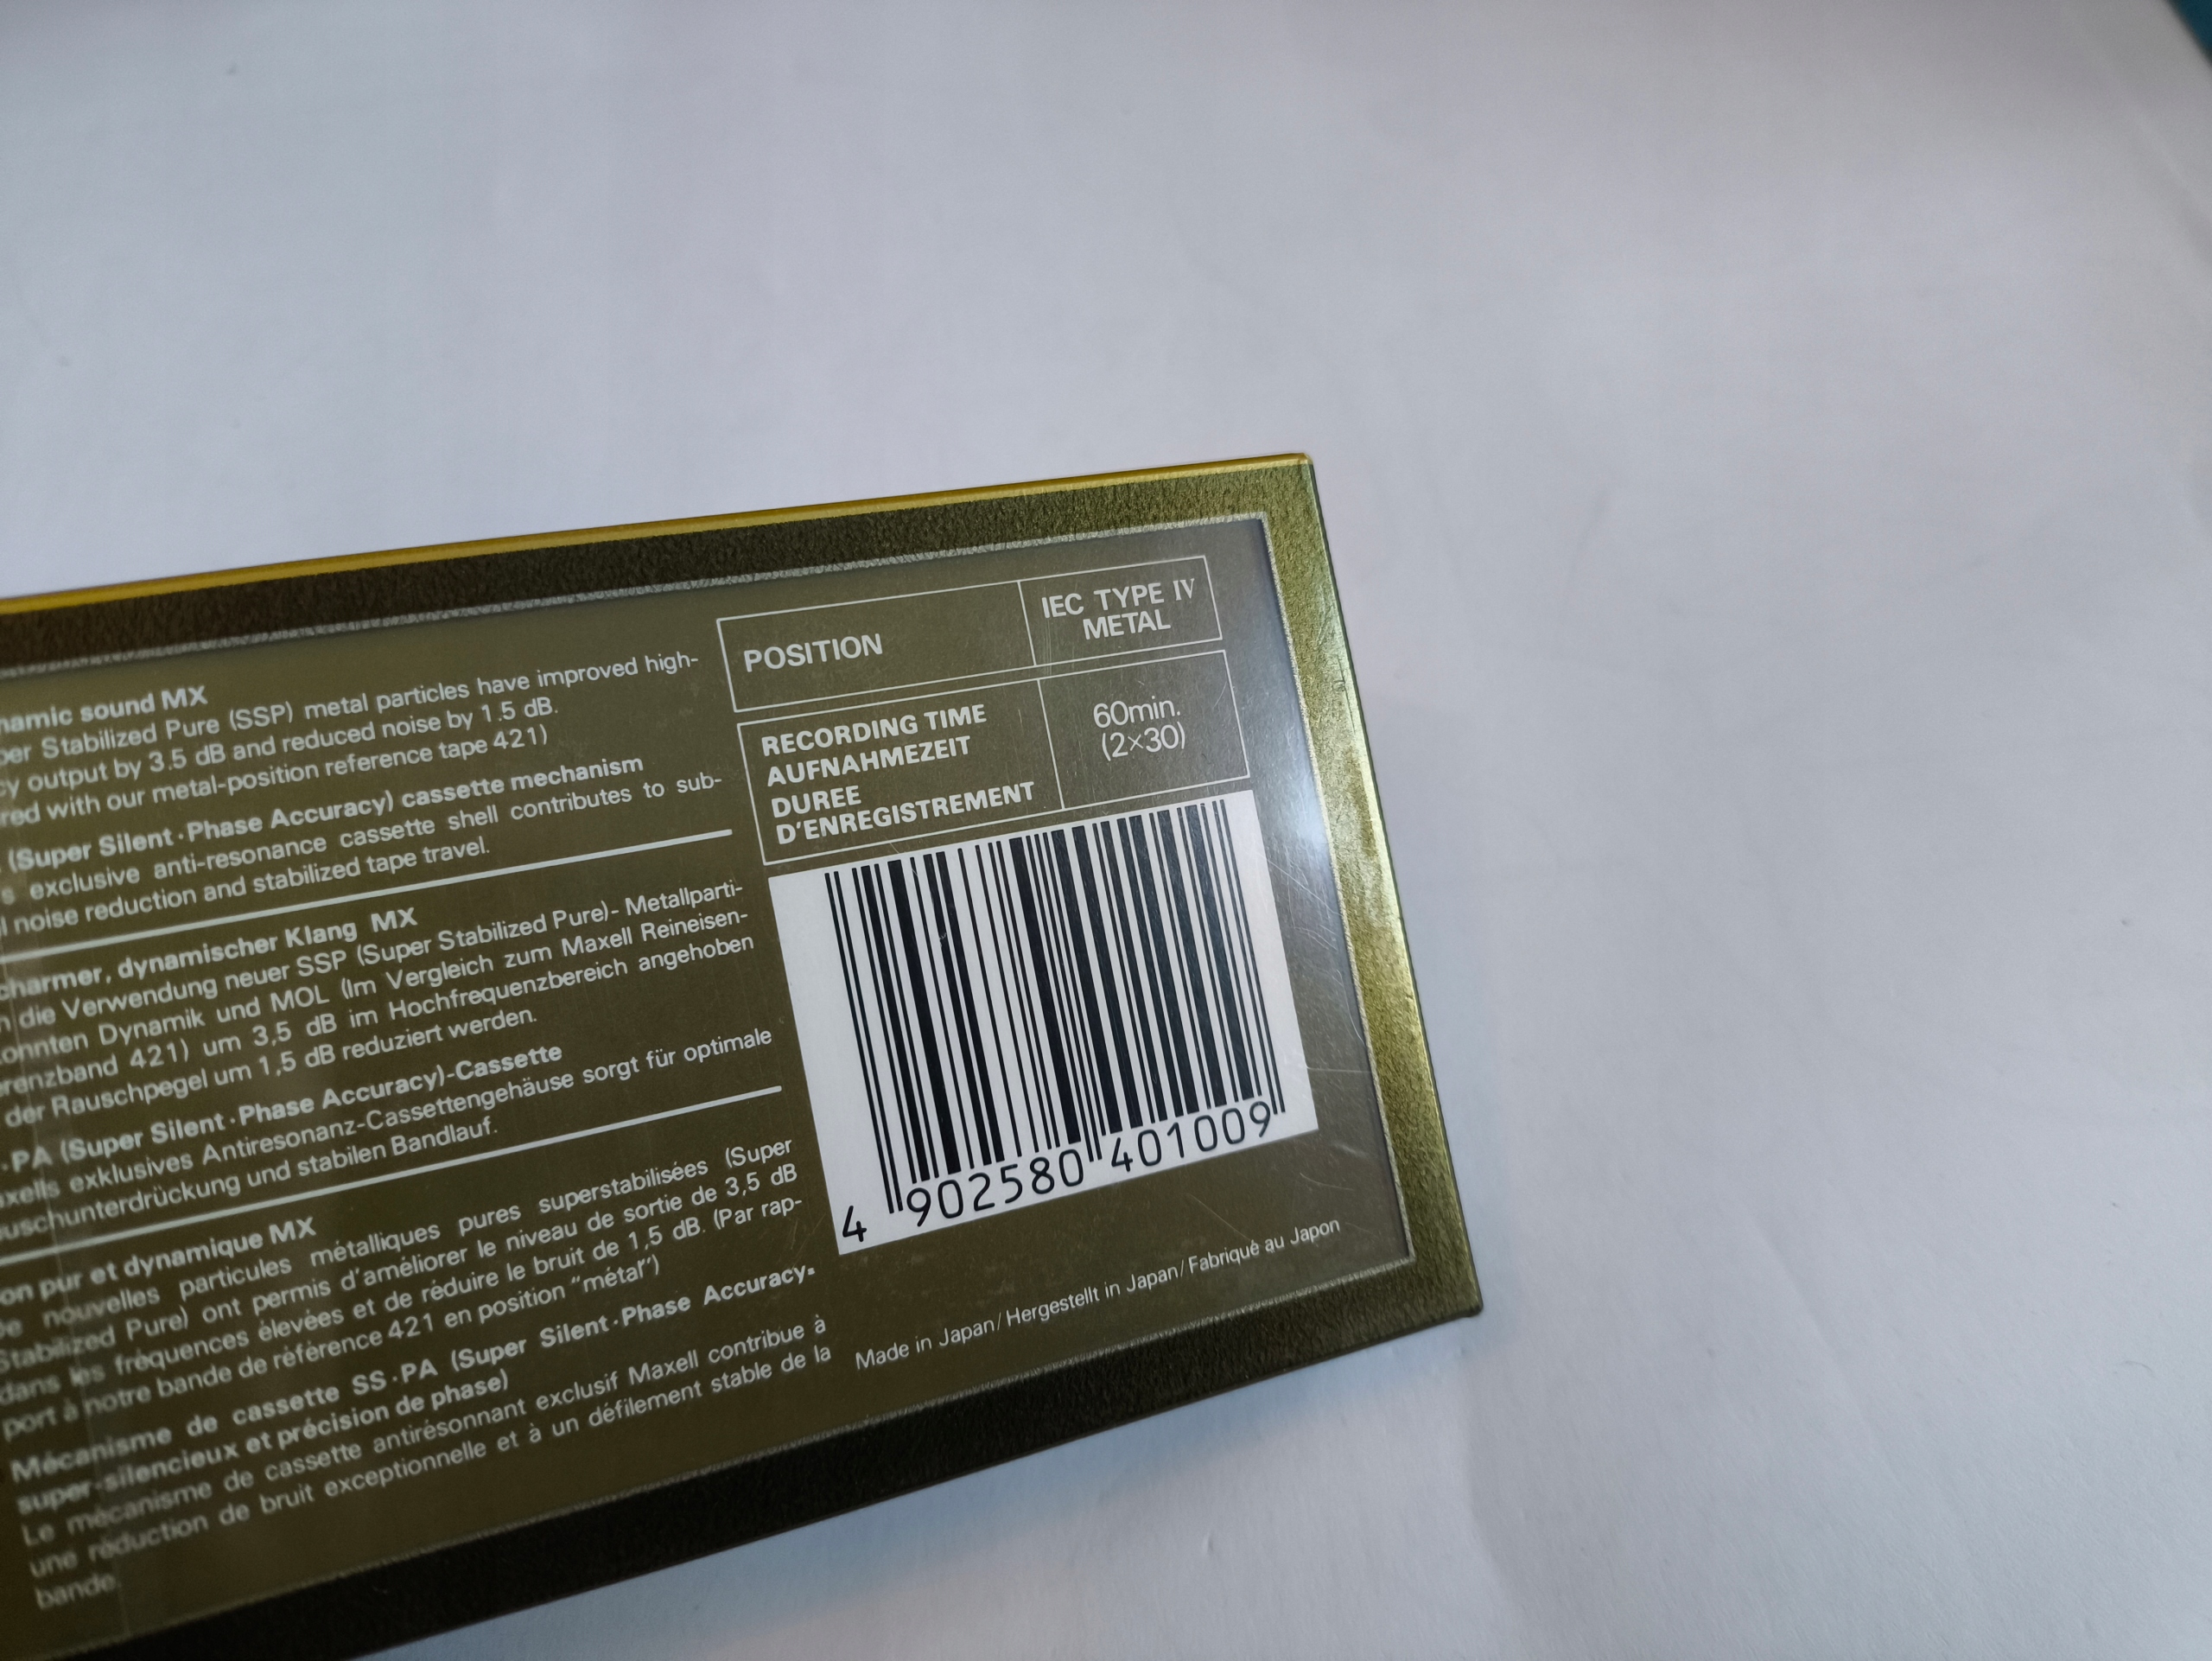 namic sound MX
Stabilized Pure (SSP) metal particles have improved high-
output by 3.5 dB and reduced noise by 1.5 dB.
with our metal-position reference tape 421)
(Super Silent·Phase Accuracy) cassette mechanism
exclusive anti-resonance cassette shell contributes to sub-
noise reduction and stabilized tape travel.
charmer, dynamischer Klang MX
die Verwendung neuer SSP (Super Stabilized Pure)- Metallparti-
onnten Dynamik und MOL (Im Vergleich zum Maxell Reineisen-
renzband 421) um 3,5 dB im Hochfrequenzbereich angehoben
der Rauschpegel um 1,5 dB reduziert werden.
·PA (Super Silent·Phase Accuracy)-Cassette
axells exklusives Antiresonanz-Cassettengehäuse sorgt für optimale
uschunterdrückung und stabilen Bandlauf.
on pur et dynamique MX
De nouvelles particules métalliques pures superstabilisées (Super
Stabilized Pure) ont permis d'améliorer le niveau de sortie de 3,5 dB
dans les fréquences élevées et de réduire le bruit de 1,5 dB. (Par rap-
port à notre bande de référence 421 en position "métal")
Mécanisme de cassette SS·PA (Super Silent·Phase Accuracy=
super-silencieux et précision de phase)
Le mécanisme de cassette antirésonnant exclusif Maxell contribue à
une réduction de bruit exceptionnelle et à un défilement stable de la
bande.
POSITION
IEC TYPE IV
METAL
RECORDING TIME
AUFNAHMEZEIT
DUREE
D'ENREGISTREMENT
60min.
(2×30)
4 902580 401009
Made in Japan/Hergestellt in Japan/Fabriqué au Japon